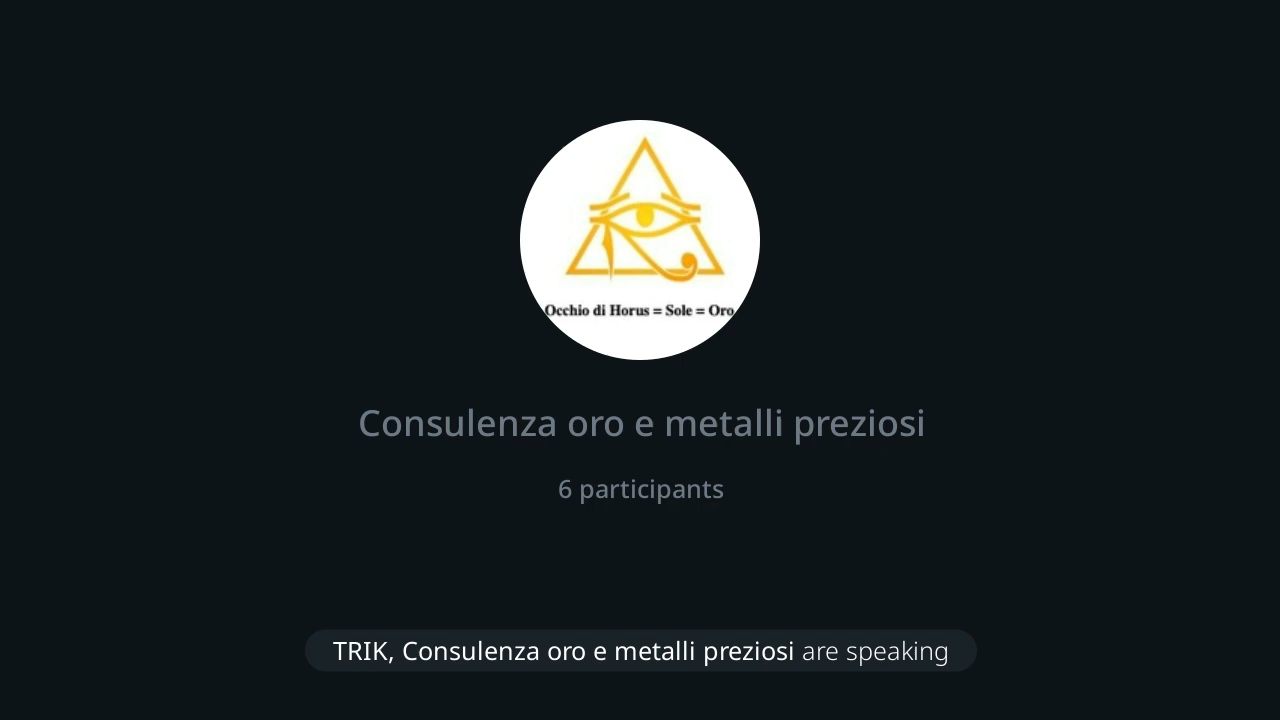 Occhio di Horus = Sole = Oro
Consulenza oro e metalli preziosi
6 participants
TRIK, Consulenza oro e metalli preziosi are speaking